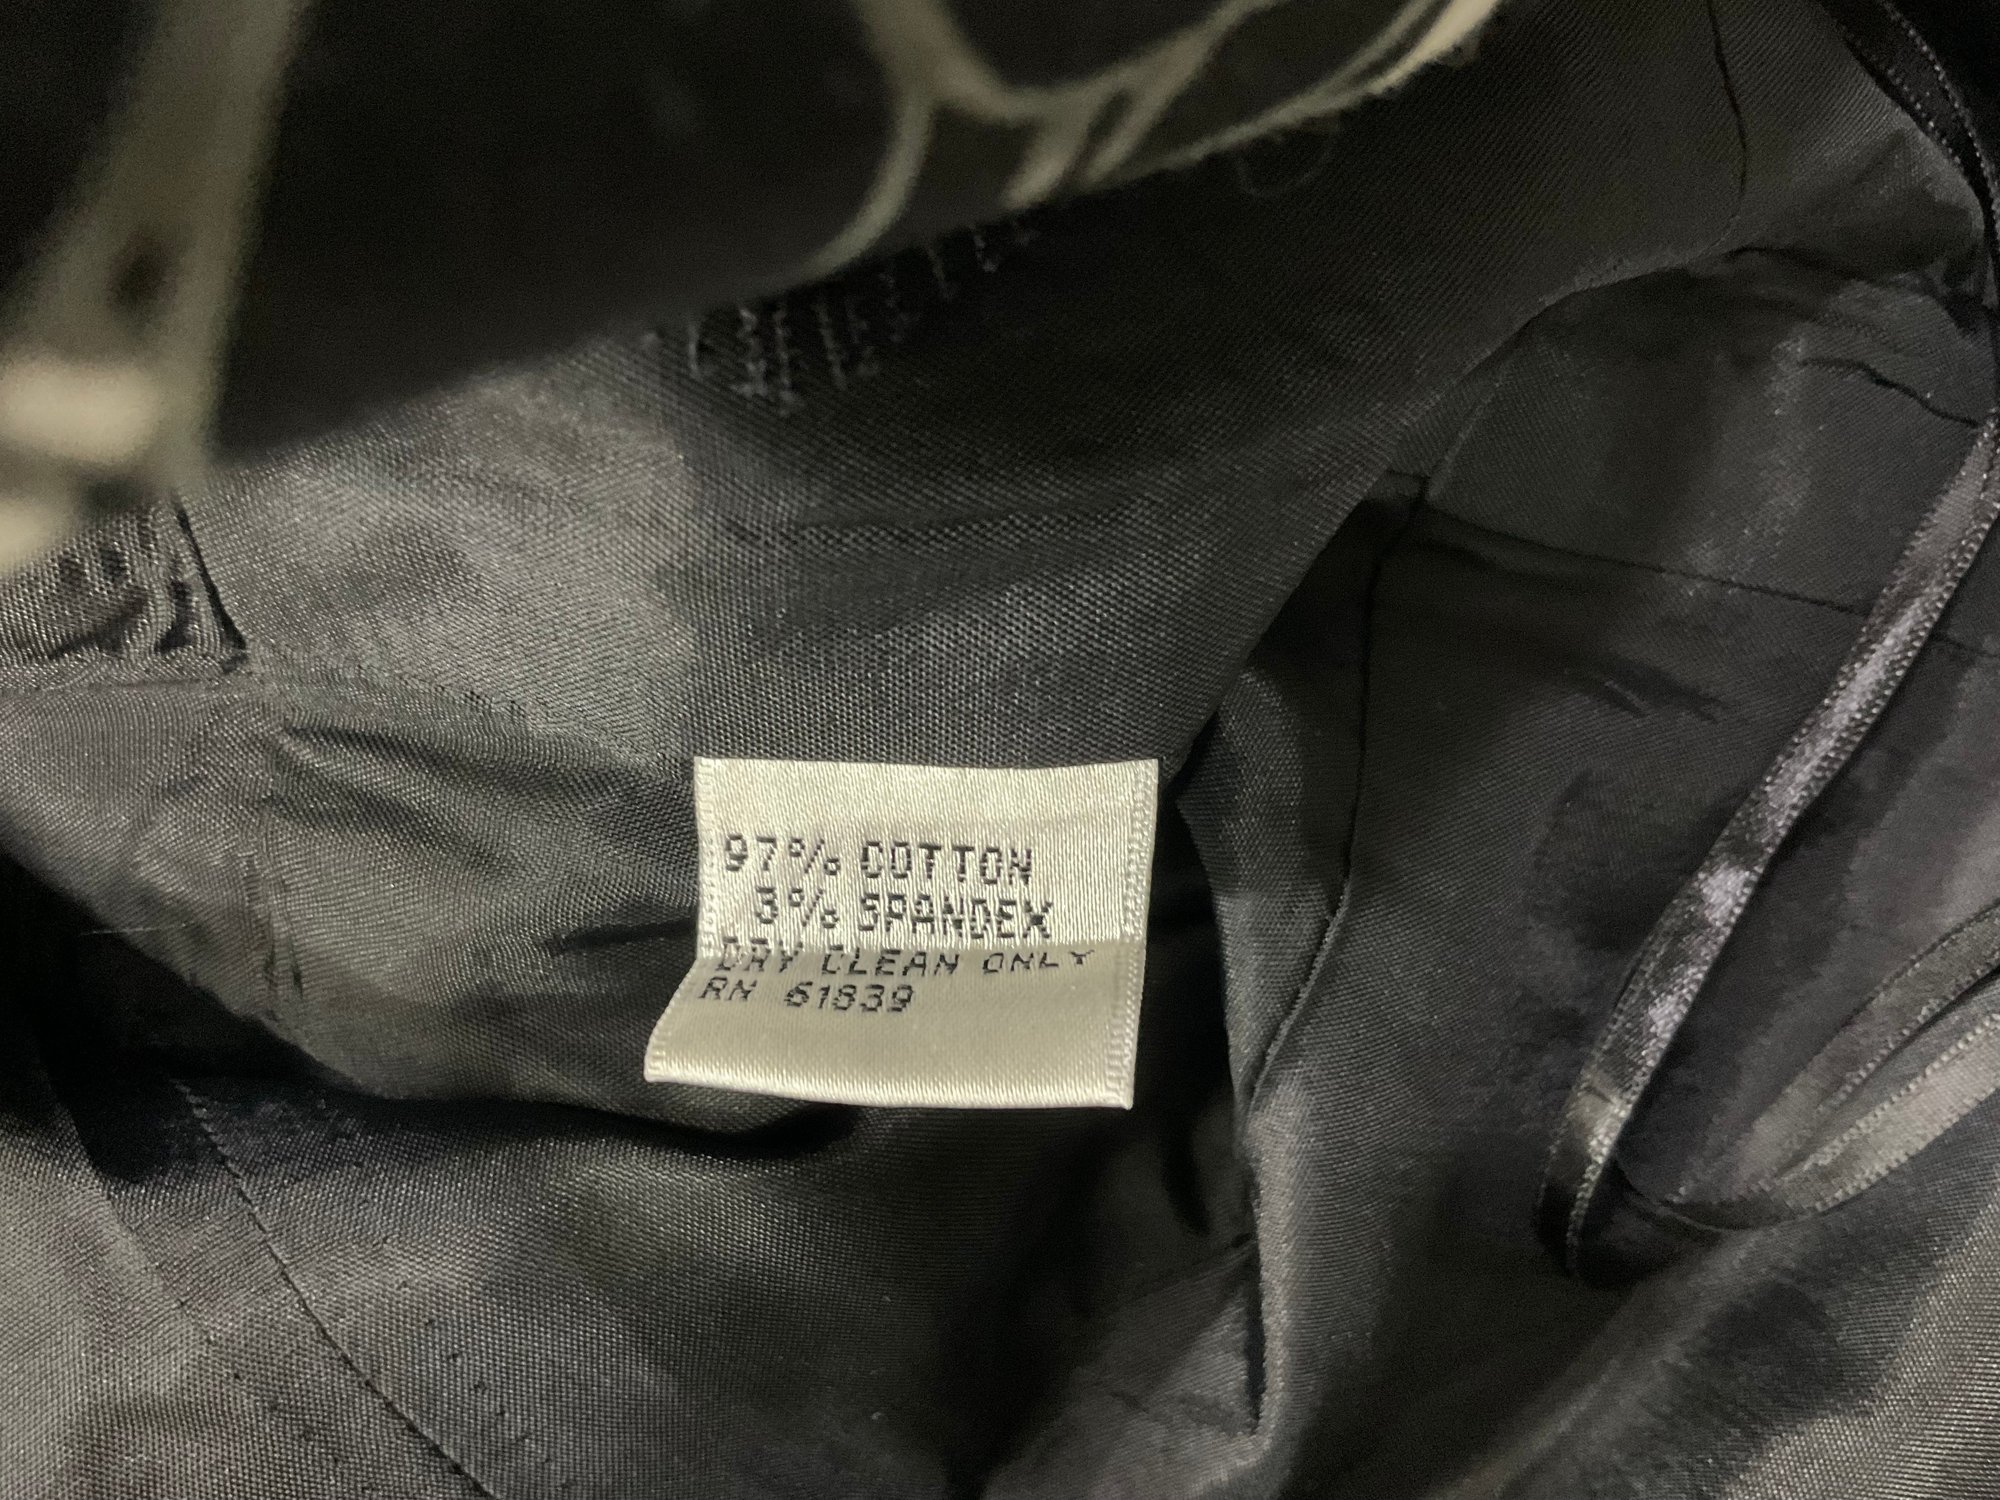 97% COTTON
3% SPANDEX
DRY CLEAN ONLY
RN 61839